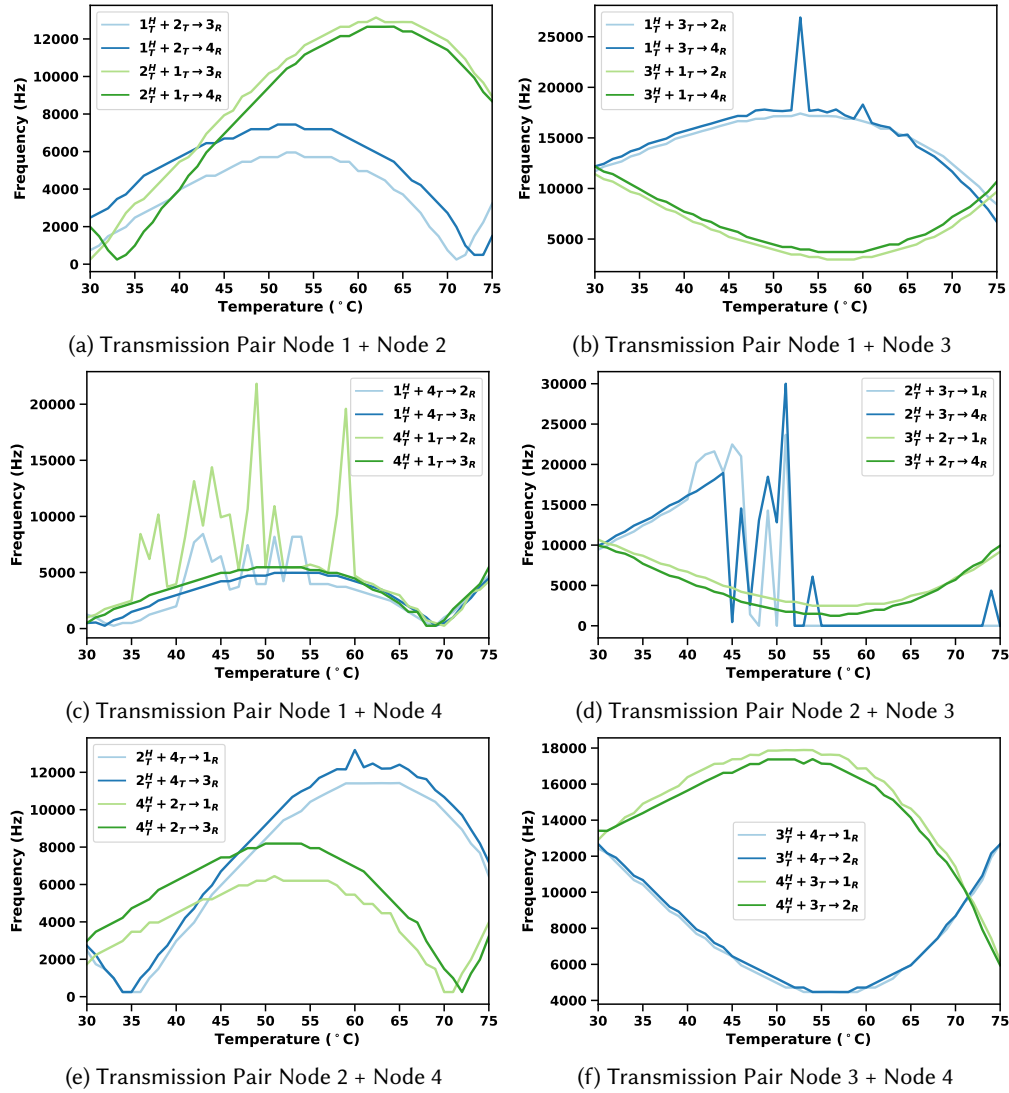 1_T^H + 2_T → 3_R
1_T^H + 2_T → 4_R
2_T^H + 1_T → 3_R
2_T^H + 1_T → 4_R
Frequency (Hz)
12000
10000
8000
6000
4000
2000
0
30 35 40 45 50 55 60 65 70 75
Temperature (°C)
(a) Transmission Pair Node 1 + Node 2
1_T^H + 3_T → 2_R
1_T^H + 3_T → 4_R
3_T^H + 1_T → 2_R
3_T^H + 1_T → 4_R
Frequency (Hz)
25000
20000
15000
10000
5000
30 35 40 45 50 55 60 65 70 75
Temperature (°C)
(b) Transmission Pair Node 1 + Node 3
1_T^H + 4_T → 2_R
1_T^H + 4_T → 3_R
4_T^H + 1_T → 2_R
4_T^H + 1_T → 3_R
Frequency (Hz)
20000
15000
10000
5000
0
30 35 40 45 50 55 60 65 70 75
Temperature (°C)
(c) Transmission Pair Node 1 + Node 4
2_T^H + 3_T → 1_R
2_T^H + 3_T → 4_R
3_T^H + 2_T → 1_R
3_T^H + 2_T → 4_R
Frequency (Hz)
30000
25000
20000
15000
10000
5000
0
30 35 40 45 50 55 60 65 70 75
Temperature (°C)
(d) Transmission Pair Node 2 + Node 3
2_T^H + 4_T → 1_R
2_T^H + 4_T → 3_R
4_T^H + 2_T → 1_R
4_T^H + 2_T → 3_R
Frequency (Hz)
12000
10000
8000
6000
4000
2000
0
30 35 40 45 50 55 60 65 70 75
Temperature (°C)
(e) Transmission Pair Node 2 + Node 4
3_T^H + 4_T → 1_R
3_T^H + 4_T → 2_R
4_T^H + 3_T → 1_R
4_T^H + 3_T → 2_R
Frequency (Hz)
18000
16000
14000
12000
10000
8000
6000
4000
30 35 40 45 50 55 60 65 70 75
Temperature (°C)
(f) Transmission Pair Node 3 + Node 4